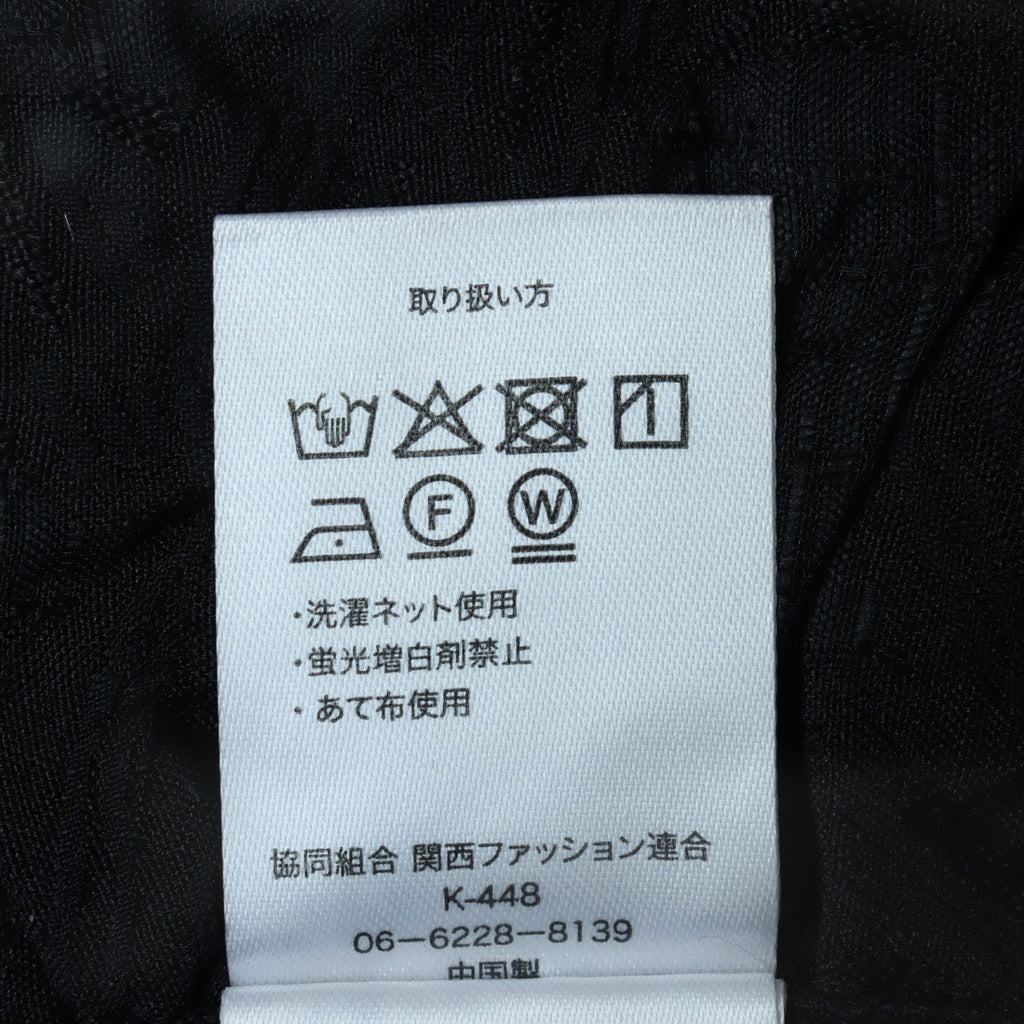 取り扱い方
F W
・洗濯ネット使用
・蛍光増白剤禁止
・あて布使用
協同組合 関西ファッション連合
K-448
06-6228-8139
中国製